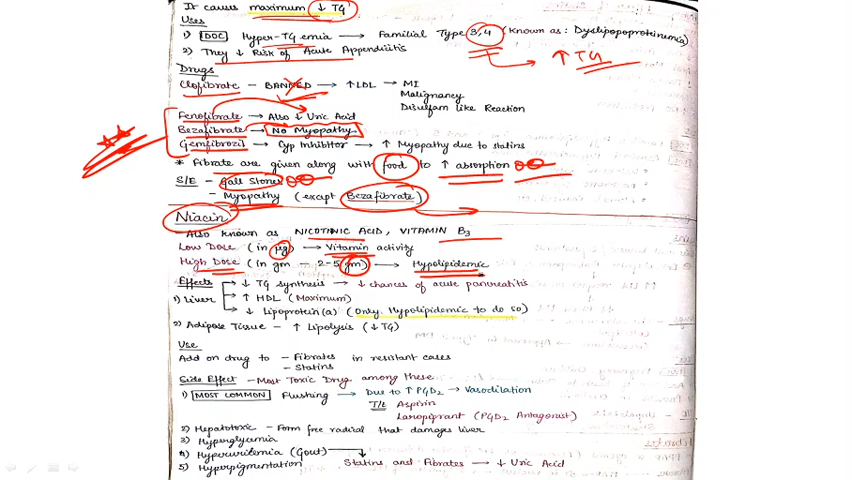 It causes maximum ↓ TG
Uses
1) IDOC Hyper-TGemia → Familial Type 3,4 (Known as: Dyslipopoproteinemia)
↑ TG
2) They ↓ Risk of Acute Appendicitis
Drugs
Clofibrate – BANNED → ↑LDL → MI
Malignancy
Disulfam like Reaction
Fenofibrate → Also ↓ Uric Acid
Bezafibrate → No Myopathy
Gemfibrozil → Cyp Inhibitor → ↑ Myopathy due to statins
* Fibrate are given along with food to ↑ absorption
S/E – Gall Stones
– Myopathy (except Bezafibrate)
Niacin
Also known as NICOTINIC ACID, VITAMIN B3
Low Dose (in μg) → Vitamin activity
High Dose (in gm – 2-5 gm) → Hypolipidemic
Effects → ↓ TG synthesis → ↓ chances of acute pancreatitis
1) Liver → ↑ HDL (Maximum)
→ ↓ Lipoprotein(a) (Only Hypolipidemic to do so)
2) Adipose Tissue – ↑ Lipolysis (↓TG)
Use
Add on drug to – Fibrates in resistant cases
– Statins
Side Effect – Most Toxic Drug among these
1) MOST COMMON Flushing → Due to ↑ PGD2 → Vasodilation
T/t Aspirin
Laropiprant (PGD2 Antagonist)
2) Hepatotoxic – Form free radical that damages liver
3) Hyperglycemia
4) Hyperuricemia (Gout)
5) Hyperpigmentation Statins and Fibrates → ↓ Uric Acid